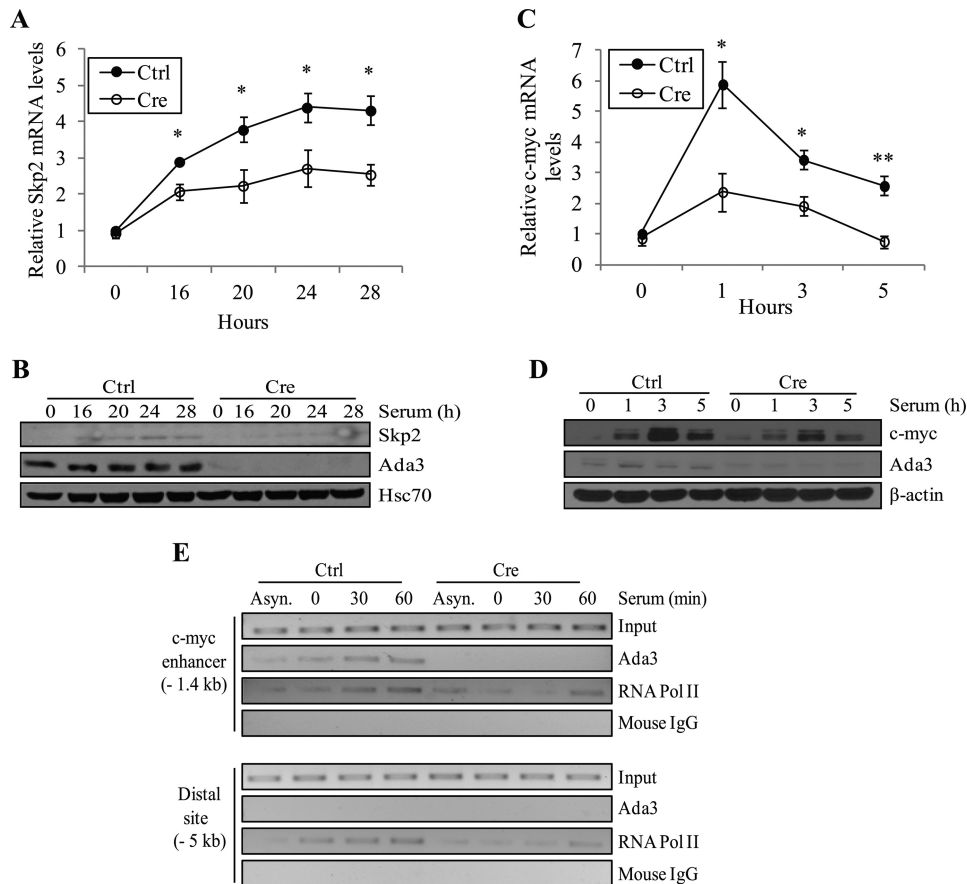 A
Relative Skp2 mRNA levels
6
5
4
3
2
1
0
Ctrl
Cre
*
*
*
*
0 16 20 24 28
Hours
C
Relative c-myc mRNA
levels
7
6
5
4
3
2
1
0
Ctrl
Cre
*
*
**
0 1 3 5
Hours
B
Ctrl Cre
0 16 20 24 28 0 16 20 24 28 Serum (h)
Skp2
Ada3
Hsc70
D
Ctrl Cre
0 1 3 5 0 1 3 5 Serum (h)
c-myc
Ada3
β-actin
E
Ctrl Cre
Asyn. 0 30 60 Asyn. 0 30 60 Serum (min)
c-myc
enhancer
(- 1.4 kb)
Input
Ada3
RNA Pol II
Mouse IgG
Distal
site
(- 5 kb)
Input
Ada3
RNA Pol II
Mouse IgG